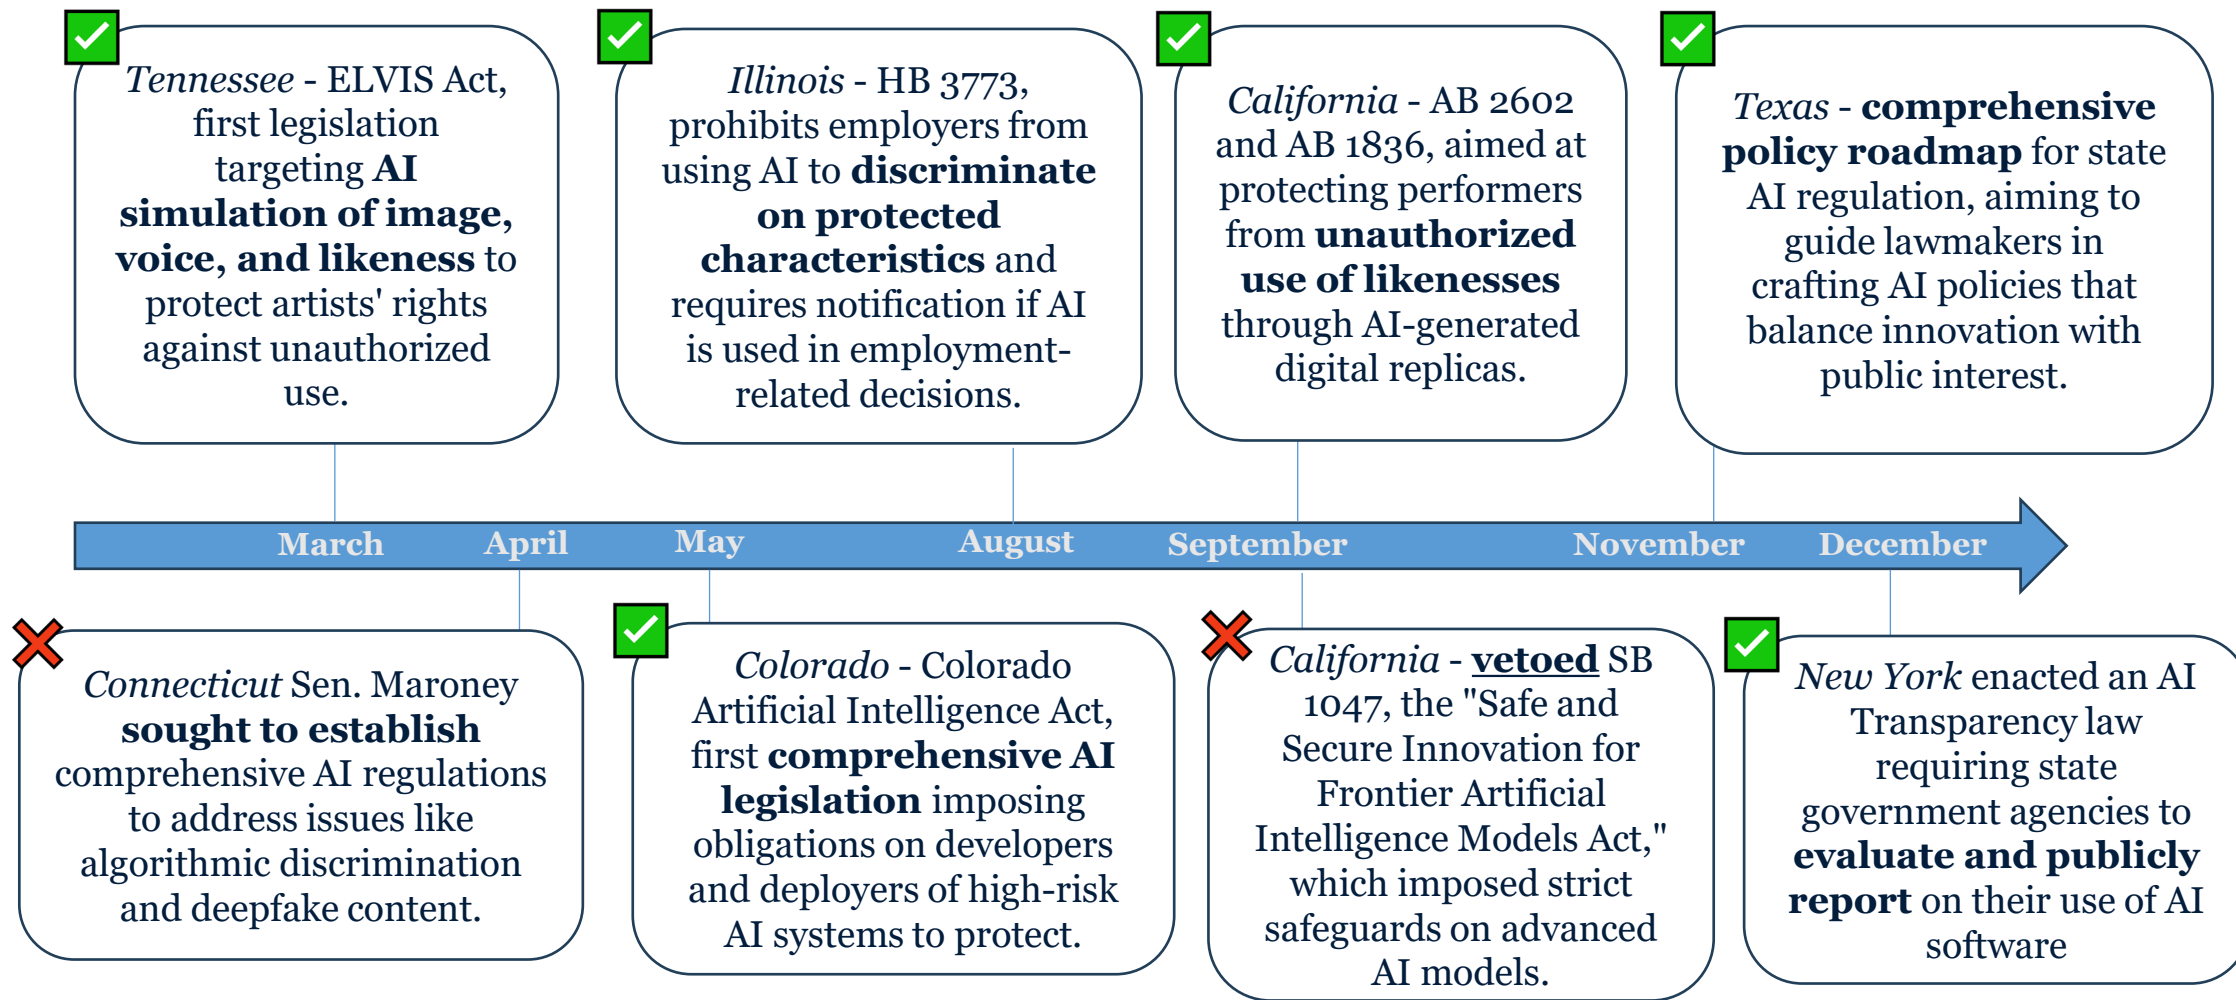 Tennessee - ELVIS Act,
first legislation
targeting AI
simulation of image,
voice, and likeness to
protect artists' rights
against unauthorized
use.
Illinois - HB 3773,
prohibits employers from
using AI to discriminate
on protected
characteristics and
requires notification if AI
is used in employment-
related decisions.
California - AB 2602
and AB 1836, aimed at
protecting performers
from unauthorized
use of likenesses
through AI-generated
digital replicas.
Texas - comprehensive
policy roadmap for state
AI regulation, aiming to
guide lawmakers in
crafting AI policies that
balance innovation with
public interest.
March
April
May
August
September
November
December
Connecticut Sen. Maroney
sought to establish
comprehensive AI regulations
to address issues like
algorithmic discrimination
and deepfake content.
Colorado - Colorado
Artificial Intelligence Act,
first comprehensive AI
legislation imposing
obligations on developers
and deployers of high-risk
AI systems to protect.
California - vetoed SB
1047, the "Safe and
Secure Innovation for
Frontier Artificial
Intelligence Models Act,"
which imposed strict
safeguards on advanced
AI models.
New York enacted an AI
Transparency law
requiring state
government agencies to
evaluate and publicly
report on their use of AI
software